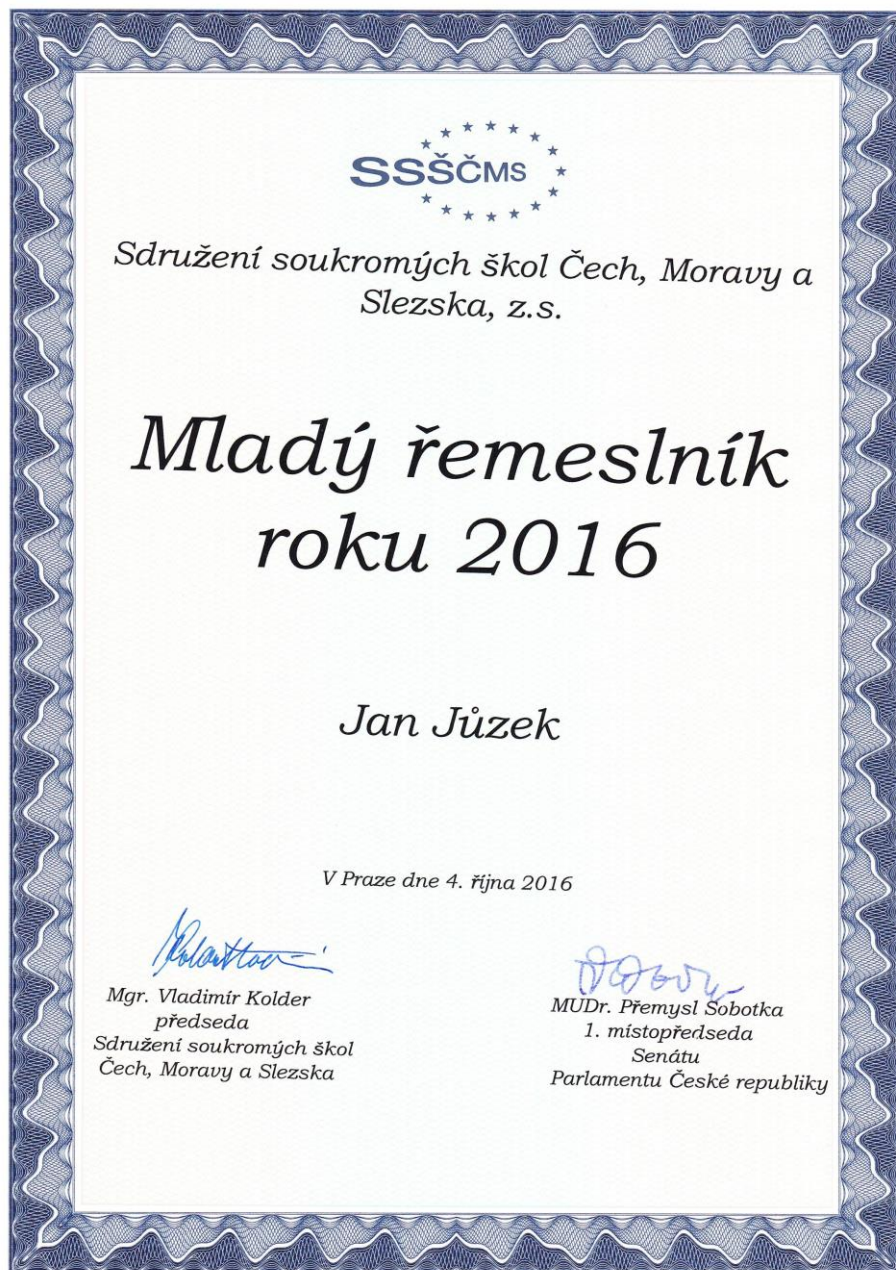 SSŠČMS
Sdružení soukromých škol Čech, Moravy a
Slezska, z.s.
Mladý řemeslník
roku 2016
Jan Jůzek
V Praze dne 4. října 2016
Mgr. Vladimír Kolder
předseda
Sdružení soukromých škol
Čech, Moravy a Slezska
MUDr. Přemysl Sobotka
1. místopředseda
Senátu
Parlamentu České republiky